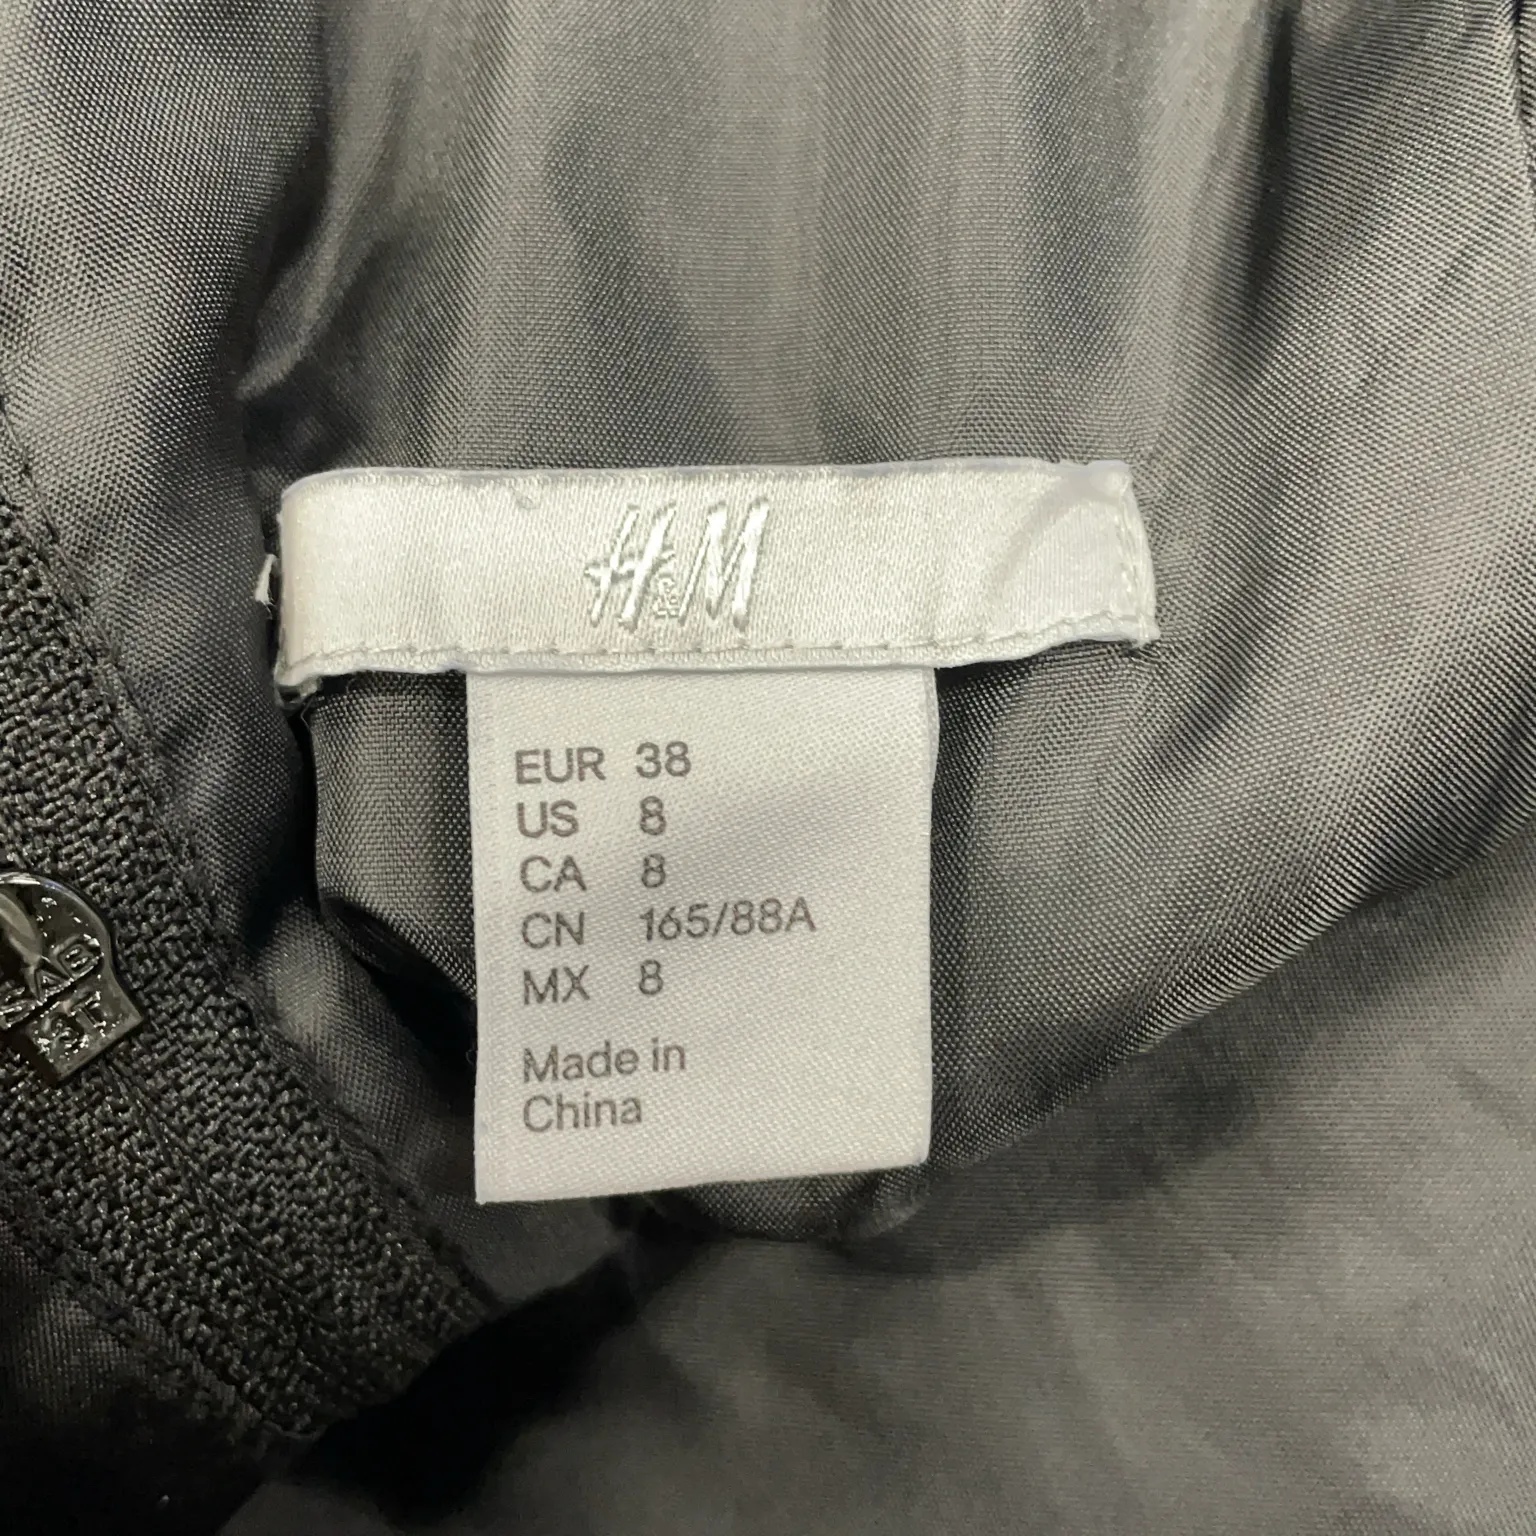 H&M
EUR 38
US 8
CA 8
CN 165/88A
MX 8
Made in
China